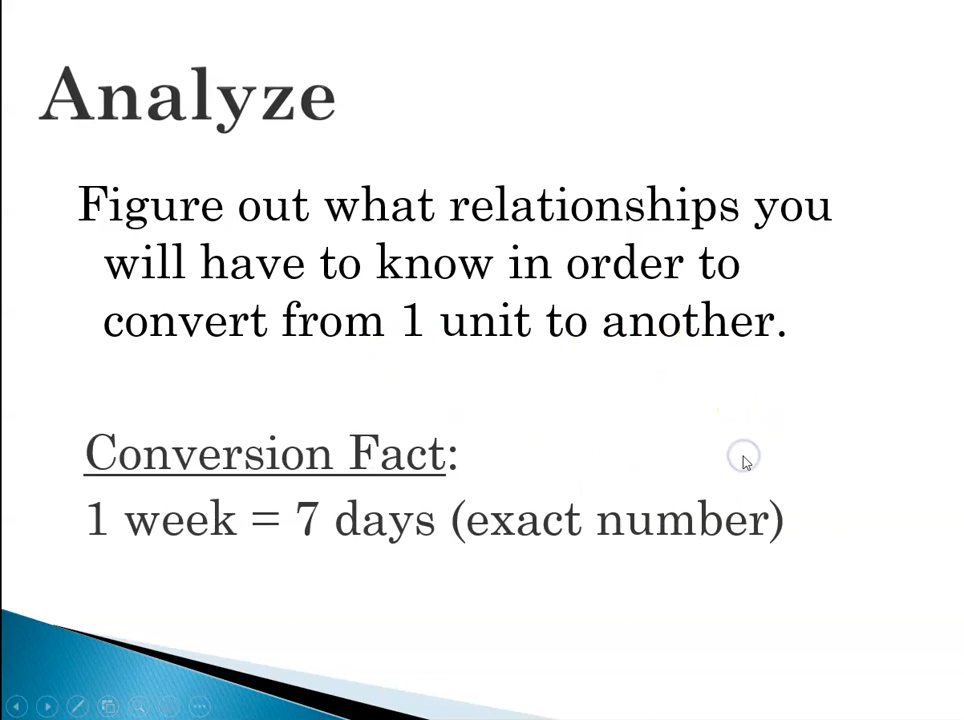 Analyze
Figure out what relationships you
will have to know in order to
convert from 1 unit to another.
Conversion Fact:
1 week = 7 days (exact number)